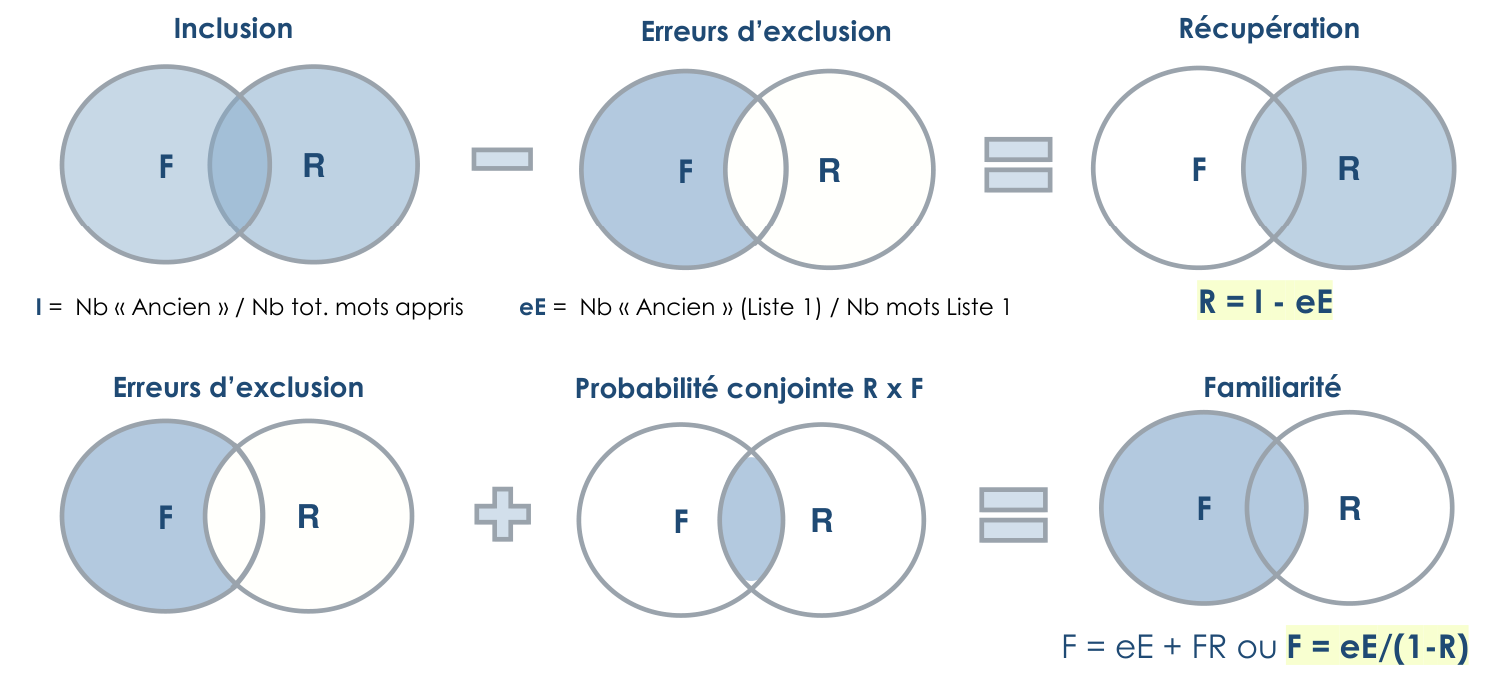 Inclusion
Erreurs d’exclusion
Récupération
F
R
F
R
F
R
I = Nb « Ancien » / Nb tot. mots appris
eE = Nb « Ancien » (Liste 1) / Nb mots Liste 1
R = I - eE
Erreurs d’exclusion
Probabilité conjointe R x F
Familiarité
F
R
F
R
F
R
F = eE + FR ou F = eE/(1-R)